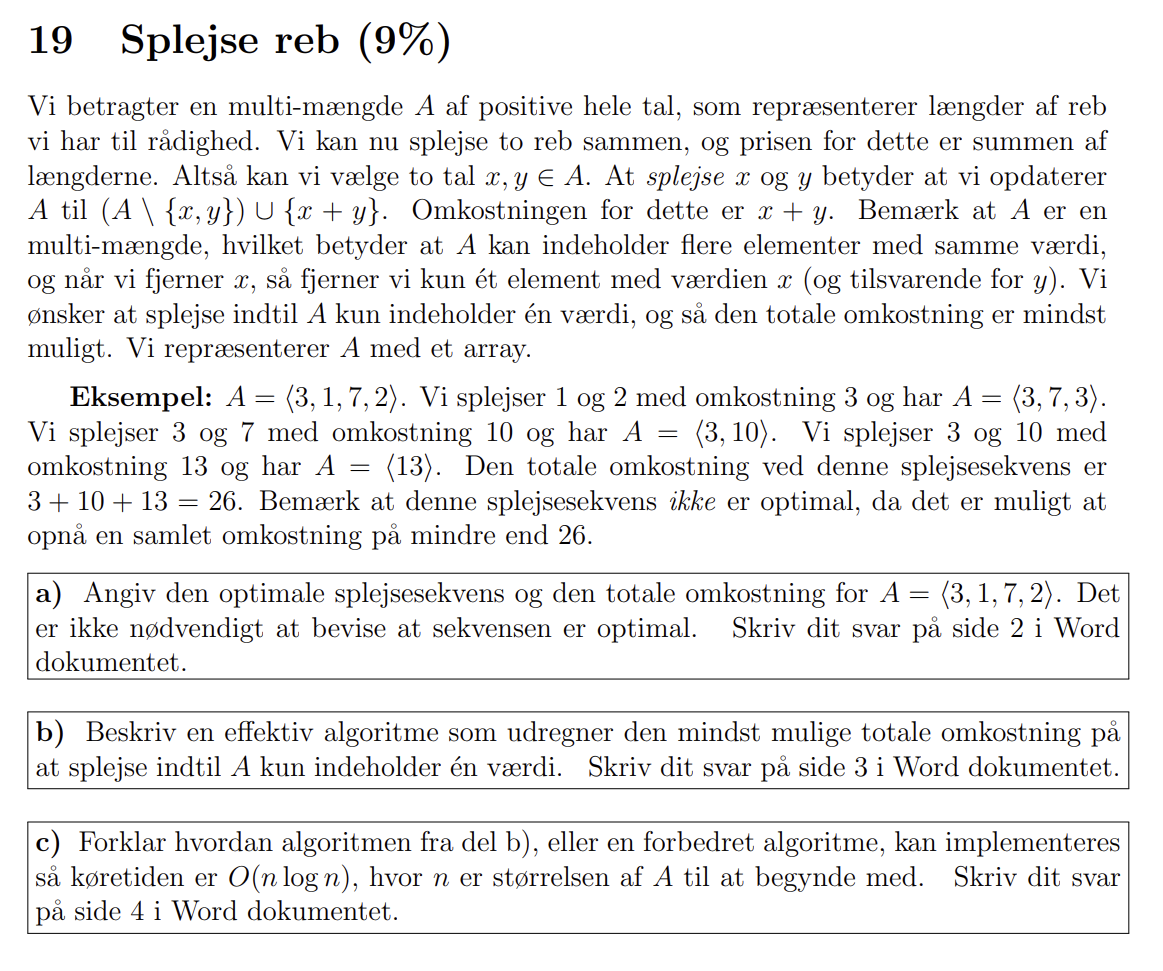 19 Splejse reb (9%)
Vi betragter en multi-mængde A af positive hele tal, som repræsenterer længder af reb
vi har til rådighed. Vi kan nu splejse to reb sammen, og prisen for dette er summen af
længderne. Altså kan vi vælge to tal x, y ∈ A. At splejse x og y betyder at vi opdaterer
A til (A \ {x, y}) ∪ {x + y}. Omkostningen for dette er x + y. Bemærk at A er en
multi-mængde, hvilket betyder at A kan indeholder flere elementer med samme værdi,
og når vi fjerner x, så fjerner vi kun ét element med værdien x (og tilsvarende for y). Vi
ønsker at splejse indtil A kun indeholder én værdi, og så den totale omkostning er mindst
muligt. Vi repræsenterer A med et array.
Eksempel: A = ⟨3, 1, 7, 2⟩. Vi splejser 1 og 2 med omkostning 3 og har A = ⟨3, 7, 3⟩.
Vi splejser 3 og 7 med omkostning 10 og har A = ⟨3, 10⟩. Vi splejser 3 og 10 med
omkostning 13 og har A = ⟨13⟩. Den totale omkostning ved denne splejsesekvens er
3 + 10 + 13 = 26. Bemærk at denne splejsesekvens ikke er optimal, da det er muligt at
opnå en samlet omkostning på mindre end 26.
a) Angiv den optimale splejsesekvens og den totale omkostning for A = ⟨3, 1, 7, 2⟩. Det
er ikke nødvendigt at bevise at sekvensen er optimal. Skriv dit svar på side 2 i Word
dokumentet.
b) Beskriv en effektiv algoritme som udregner den mindst mulige totale omkostning på
at splejse indtil A kun indeholder én værdi. Skriv dit svar på side 3 i Word dokumentet.
c) Forklar hvordan algoritmen fra del b), eller en forbedret algoritme, kan implementeres
så køretiden er O(n log n), hvor n er størrelsen af A til at begynde med. Skriv dit svar
på side 4 i Word dokumentet.